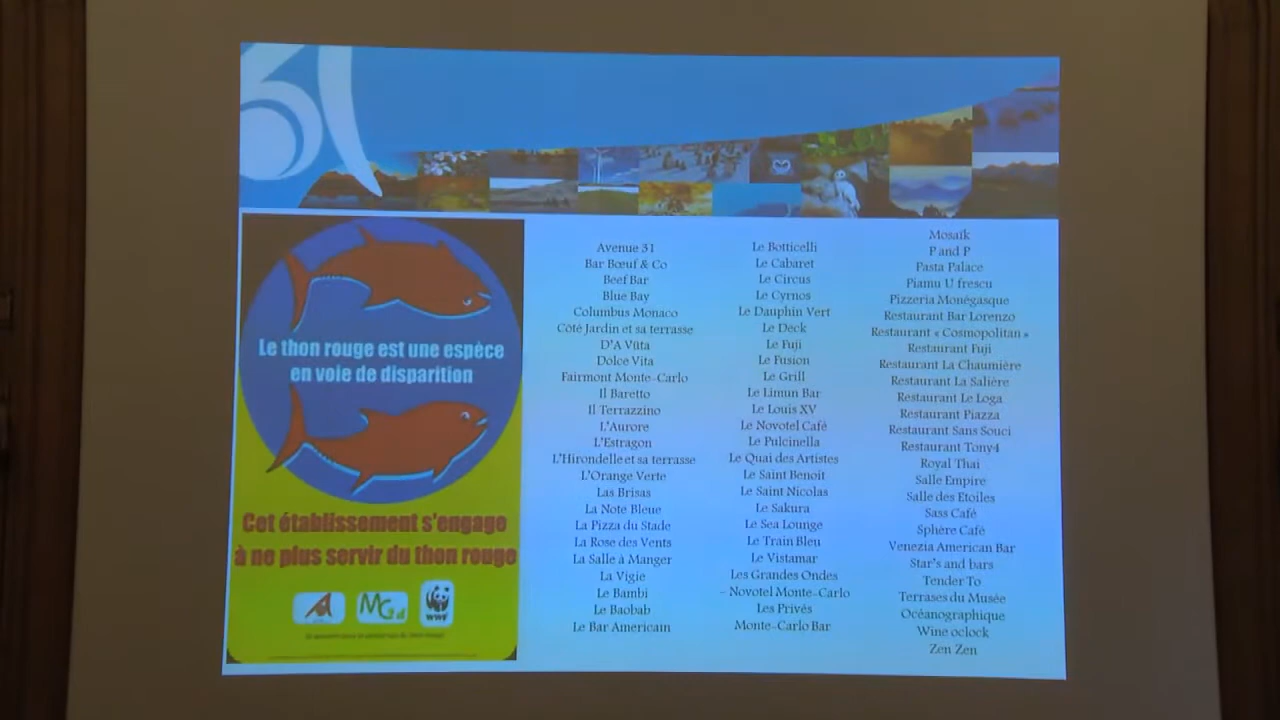 Le thon rouge est une espèce
en voie de disparition
Cet établissement s'engage
à ne plus servir du thon rouge
WWF
Avenue 31
Bar Bœuf & Co
Beef Bar
Blue Bay
Columbus Monaco
Côté Jardin et sa terrasse
D'A Vûta
Dolce Vita
Fairmont Monte-Carlo
Il Baretto
Il Terrazzino
L'Aurore
L'Estragon
L'Hirondelle et sa terrasse
L'Orange Verte
Las Brisas
La Note Bleue
La Pizza du Stade
La Rose des Vents
La Salle à Manger
La Vigie
Le Bambi
Le Baobab
Le Bar Americain
Le Botticelli
Le Cabaret
Le Circus
Le Cyrnos
Le Dauphin Vert
Le Deck
Le Fuji
Le Fusion
Le Grill
Le Limun Bar
Le Louis XV
Le Novotel Café
Le Pulcinella
Le Quai des Artistes
Le Saint Benoit
Le Saint Nicolas
Le Sakura
Le Sea Lounge
Le Train Bleu
Le Vistamar
Les Grandes Ondes
- Novotel Monte-Carlo
Les Privés
Monte-Carlo Bar
Mosaïk
P and P
Pasta Palace
Piamu U frescu
Pizzeria Monégasque
Restaurant Bar Lorenzo
Restaurant « Cosmopolitan »
Restaurant Fuji
Restaurant La Chaumière
Restaurant La Salière
Restaurant Le Loga
Restaurant Piazza
Restaurant Sans Souci
Restaurant Tony4
Royal Thai
Salle Empire
Salle des Etoiles
Sass Café
Sphère Café
Venezia American Bar
Star's and bars
Tender To
Terrases du Musée
Océanographique
Wine oclock
Zen Zen